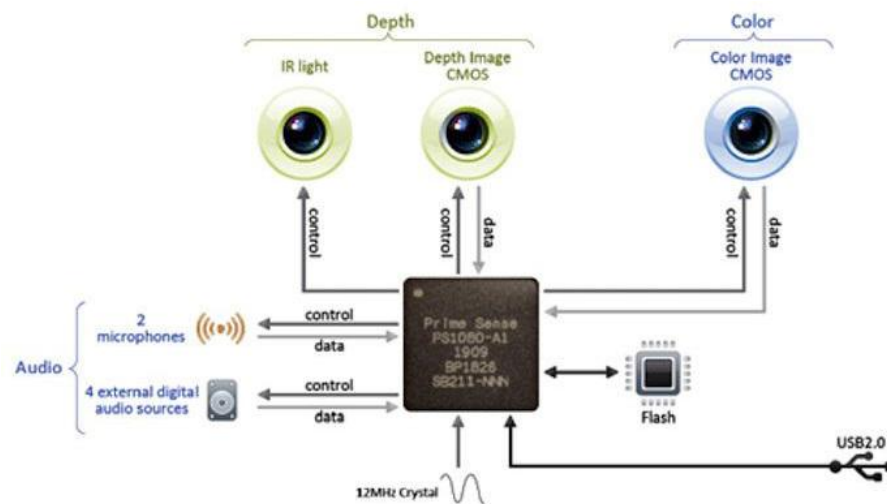 Depth
Color
IR light
Depth Image
CMOS
Color Image
CMOS
control
control
data
control
data
Audio
2
microphones
control
data
4 external digital
audio sources
control
data
Prime Sense
PS1080-A1
1909
BP1826
SB211-NNN
Flash
USB2.0
12MHz Crystal